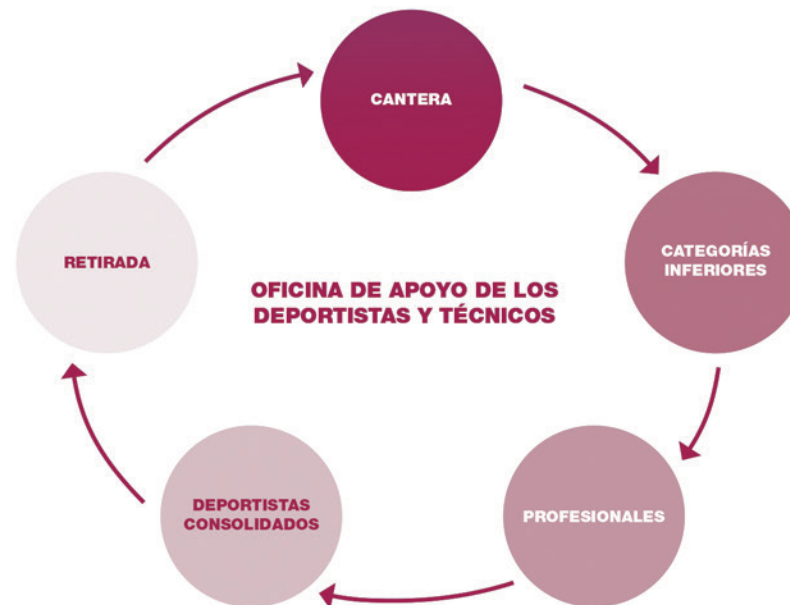 CANTERA
CATEGORÍAS
INFERIORES
PROFESIONALES
DEPORTISTAS
CONSOLIDADOS
RETIRADA
OFICINA DE APOYO DE LOS
DEPORTISTAS Y TÉCNICOS